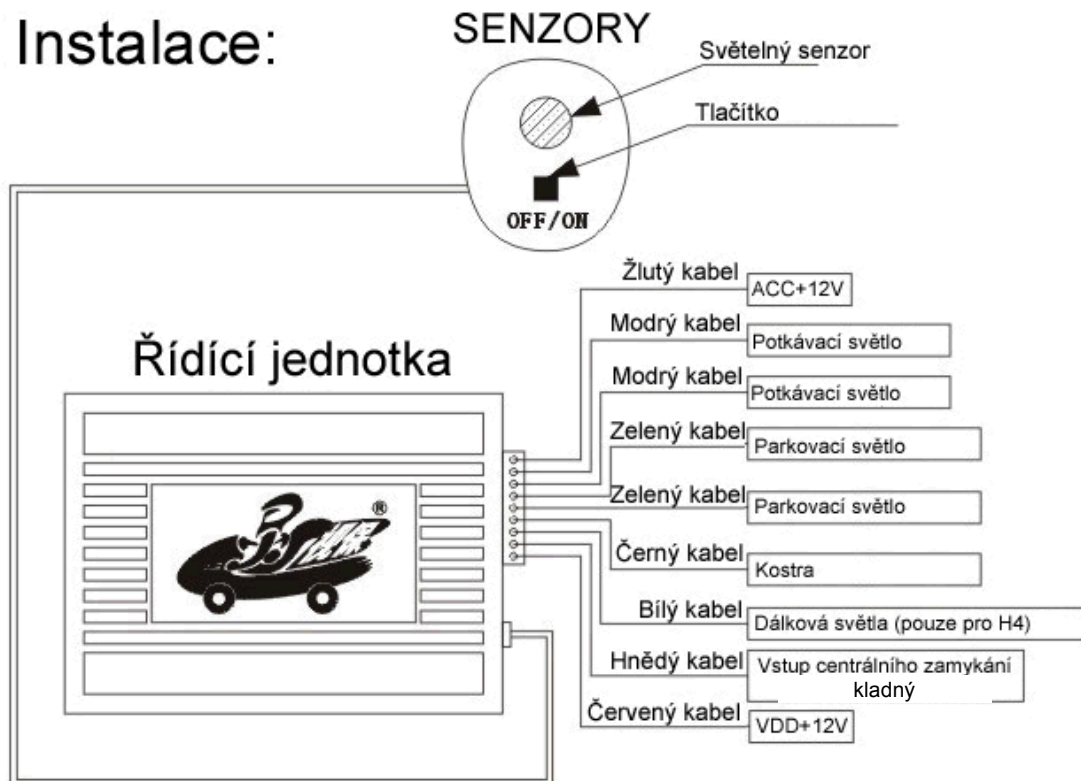 Instalace:
SENZORY
Světelný senzor
Tlačítko
OFF/ON
Řídící jednotka
®
Žlutý kabel
ACC+12V
Modrý kabel
Potkávací světlo
Modrý kabel
Potkávací světlo
Zelený kabel
Parkovací světlo
Zelený kabel
Parkovací světlo
Černý kabel
Kostra
Bílý kabel
Dálková světla (pouze pro H4)
Hnědý kabel
Vstup centrálního zamykání
kladný
Červený kabel
VDD+12V